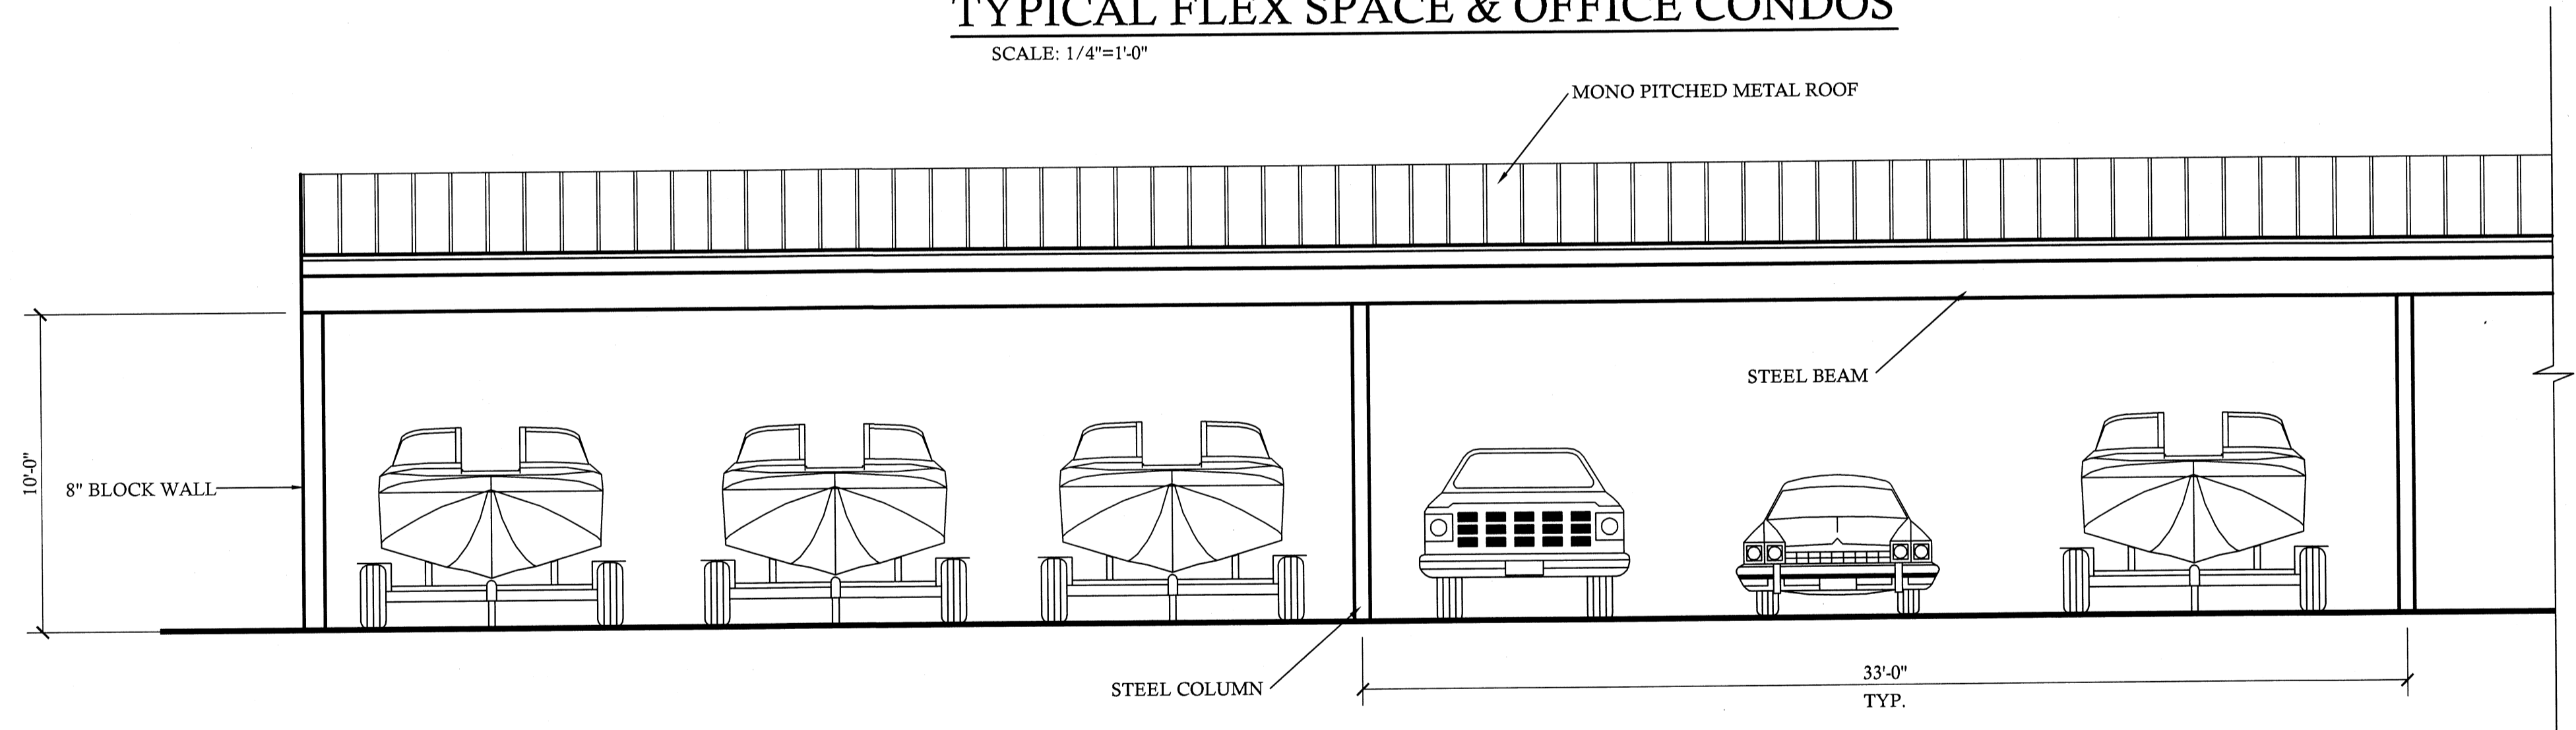 TYPICAL FLEX SPACE & OFFICE CONDOS
SCALE: 1/4"=1'-0"
MONO PITCHED METAL ROOF
STEEL BEAM
10'-0"
8" BLOCK WALL
STEEL COLUMN
33'-0"
TYP.